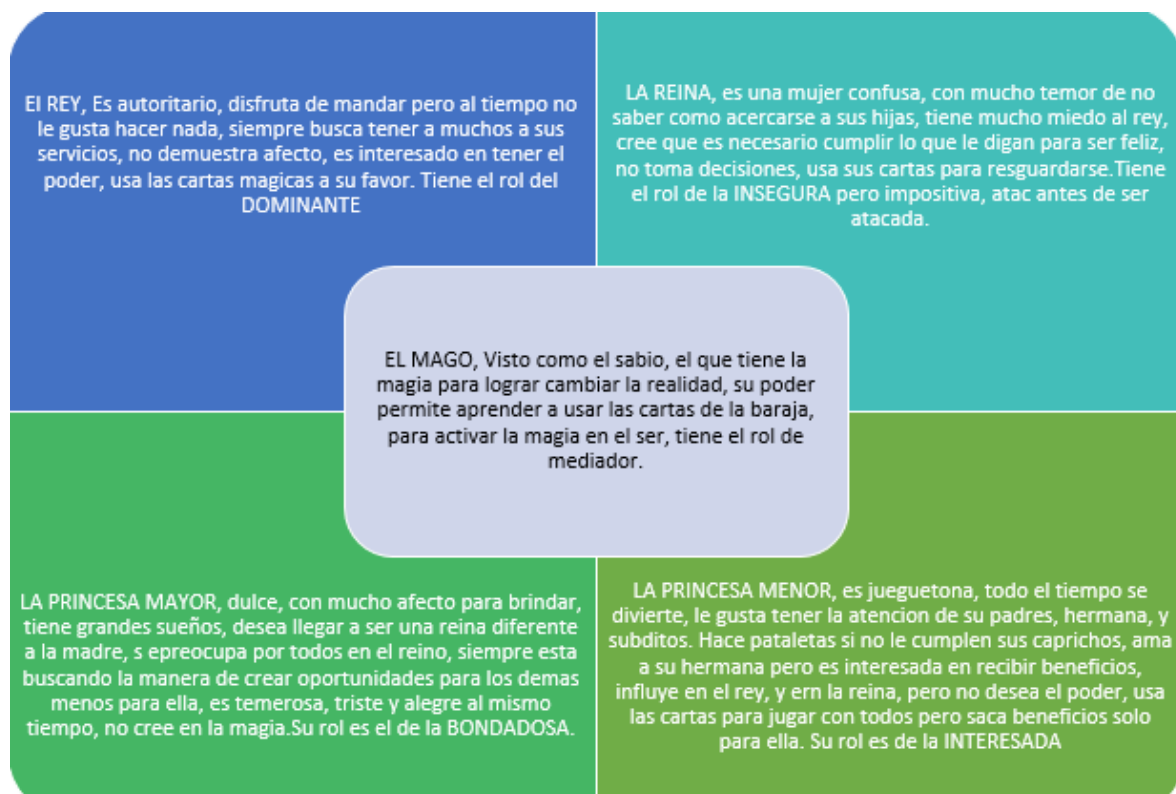 El REY, Es autoritario, disfruta de mandar pero al tiempo no
le gusta hacer nada, siempre busca tener a muchos a sus
servicios, no demuestra afecto, es interesado en tener el
poder, usa las cartas magicas a su favor. Tiene el rol del
DOMINANTE
LA REINA, es una mujer confusa, con mucho temor de no
saber como acercarse a sus hijas, tiene mucho miedo al rey,
cree que es necesario cumplir lo que le digan para ser feliz,
no toma decisiones, usa sus cartas para resguardarse.Tiene
el rol de la INSEGURA pero impositiva, atac antes de ser
atacada.
EL MAGO, Visto como el sabio, el que tiene la
magia para lograr cambiar la realidad, su poder
permite aprender a usar las cartas de la baraja,
para activar la magia en el ser, tiene el rol de
mediador.
LA PRINCESA MAYOR, dulce, con mucho afecto para brindar,
tiene grandes sueños, desea llegar a ser una reina diferente
a la madre, s epreocupa por todos en el reino, siempre esta
buscando la manera de crear oportunidades para los demas
menos para ella, es temerosa, triste y alegre al mismo
tiempo, no cree en la magia.Su rol es el de la BONDADOSA.
LA PRINCESA MENOR, es jueguetona, todo el tiempo se
divierte, le gusta tener la atencion de su padres, hermana, y
subditos. Hace pataletas si no le cumplen sus caprichos, ama
a su hermana pero es interesada en recibir beneficios,
influye en el rey, y ern la reina, pero no desea el poder, usa
las cartas para jugar con todos pero saca beneficios solo
para ella. Su rol es de la INTERESADA